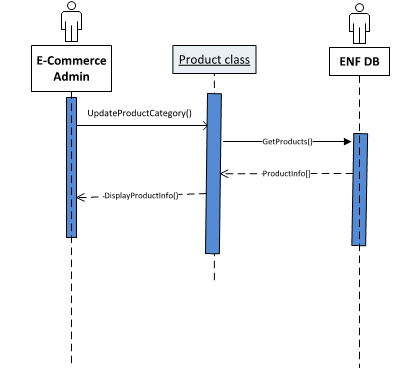 E-Commerce
Admin
Product class
ENF DB
UpdateProductCategory()
GetProducts()
ProductInfo[]
DisplayProductInfo()